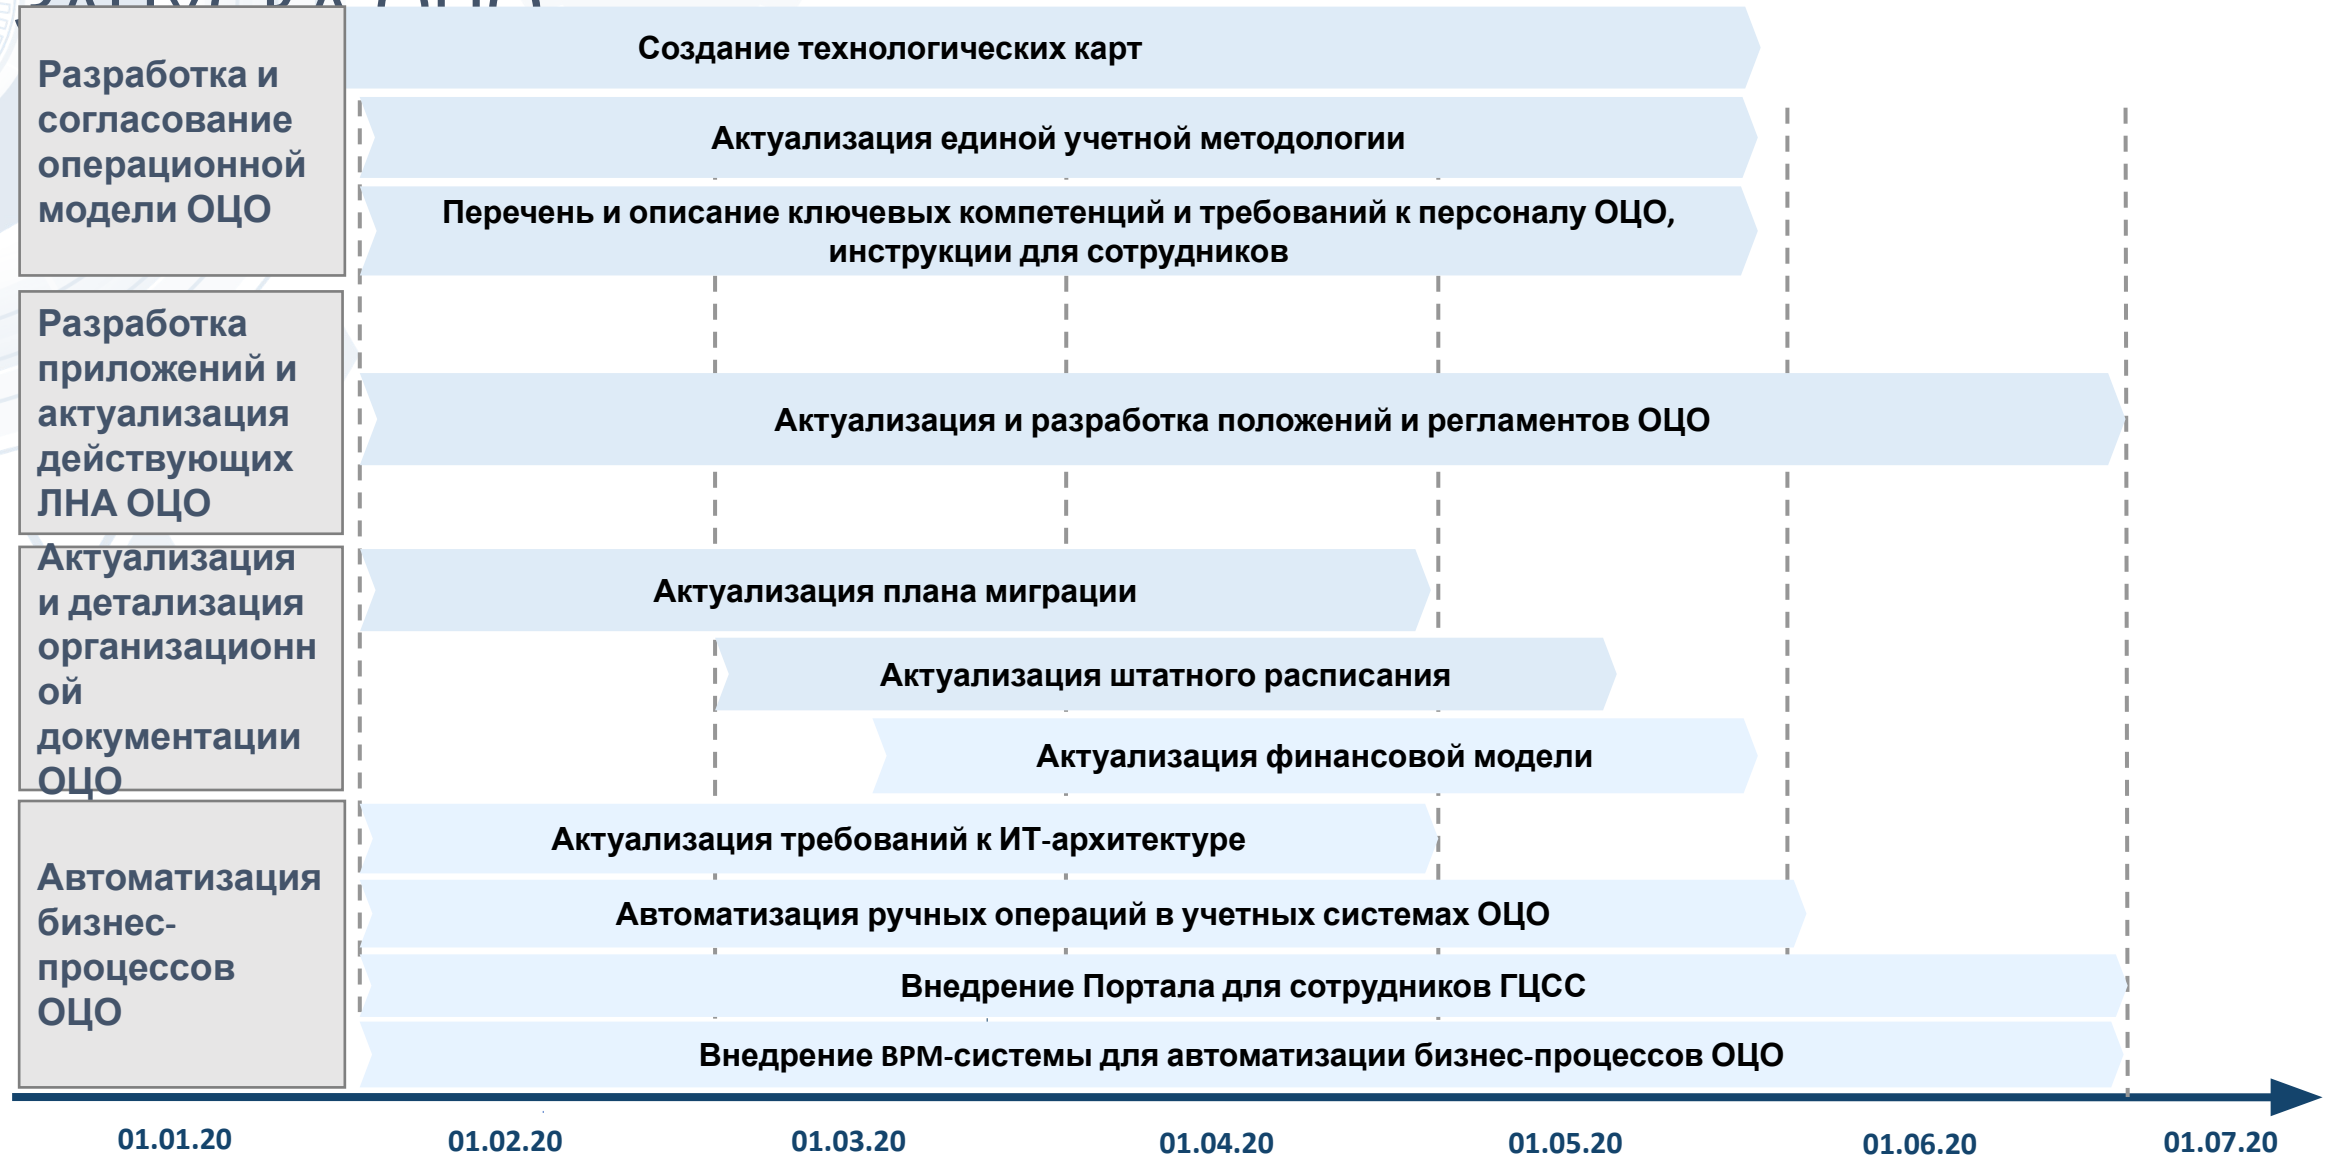 ЗАПУСКА ОЦО
Разработка и
согласование
операционной
модели ОЦО
Создание технологических карт
Актуализация единой учетной методологии
Перечень и описание ключевых компетенций и требований к персоналу ОЦО,
инструкции для сотрудников
Разработка
приложений и
актуализация
действующих
ЛНА ОЦО
Актуализация и разработка положений и регламентов ОЦО
Актуализация
и детализация
организационн
ой
документации
ОЦО
Актуализация плана миграции
Актуализация штатного расписания
Актуализация финансовой модели
Автоматизация
бизнес-
процессов
ОЦО
Актуализация требований к ИТ-архитектуре
Автоматизация ручных операций в учетных системах ОЦО
Внедрение Портала для сотрудников ГЦСС
Внедрение BPM-системы для автоматизации бизнес-процессов ОЦО
01.01.20
01.02.20
01.03.20
01.04.20
01.05.20
01.06.20
01.07.20